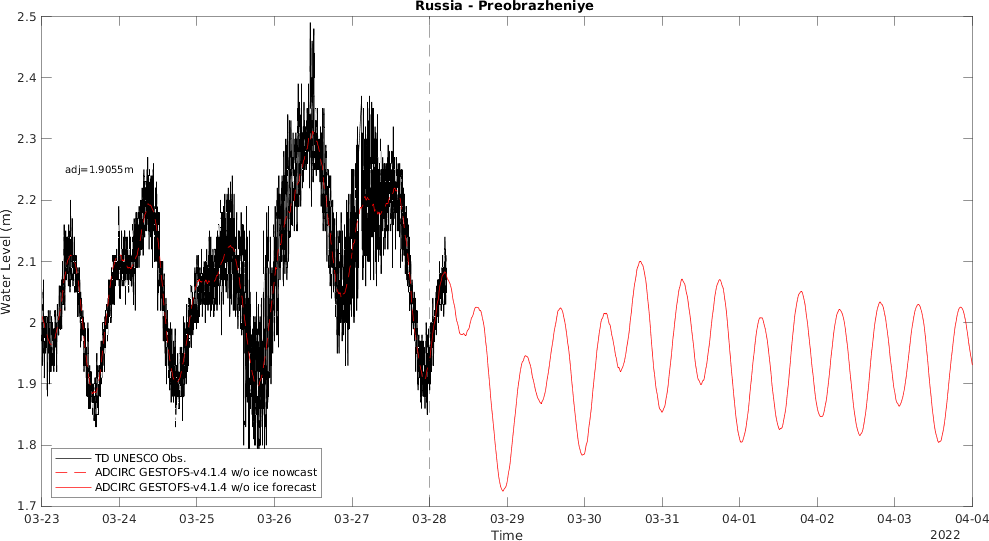 Russia - Preobrazheniye
2.5
2.4
2.3
2.2
2.1
2
1.9
1.8
1.7
Water Level (m)
adj=1.9055m
TD UNESCO Obs.
ADCIRC GESTOFS-v4.1.4 w/o ice nowcast
ADCIRC GESTOFS-v4.1.4 w/o ice forecast
03-23 03-24 03-25 03-26 03-27 03-28 03-29 03-30 03-31 04-01 04-02 04-03 04-04
Time
2022